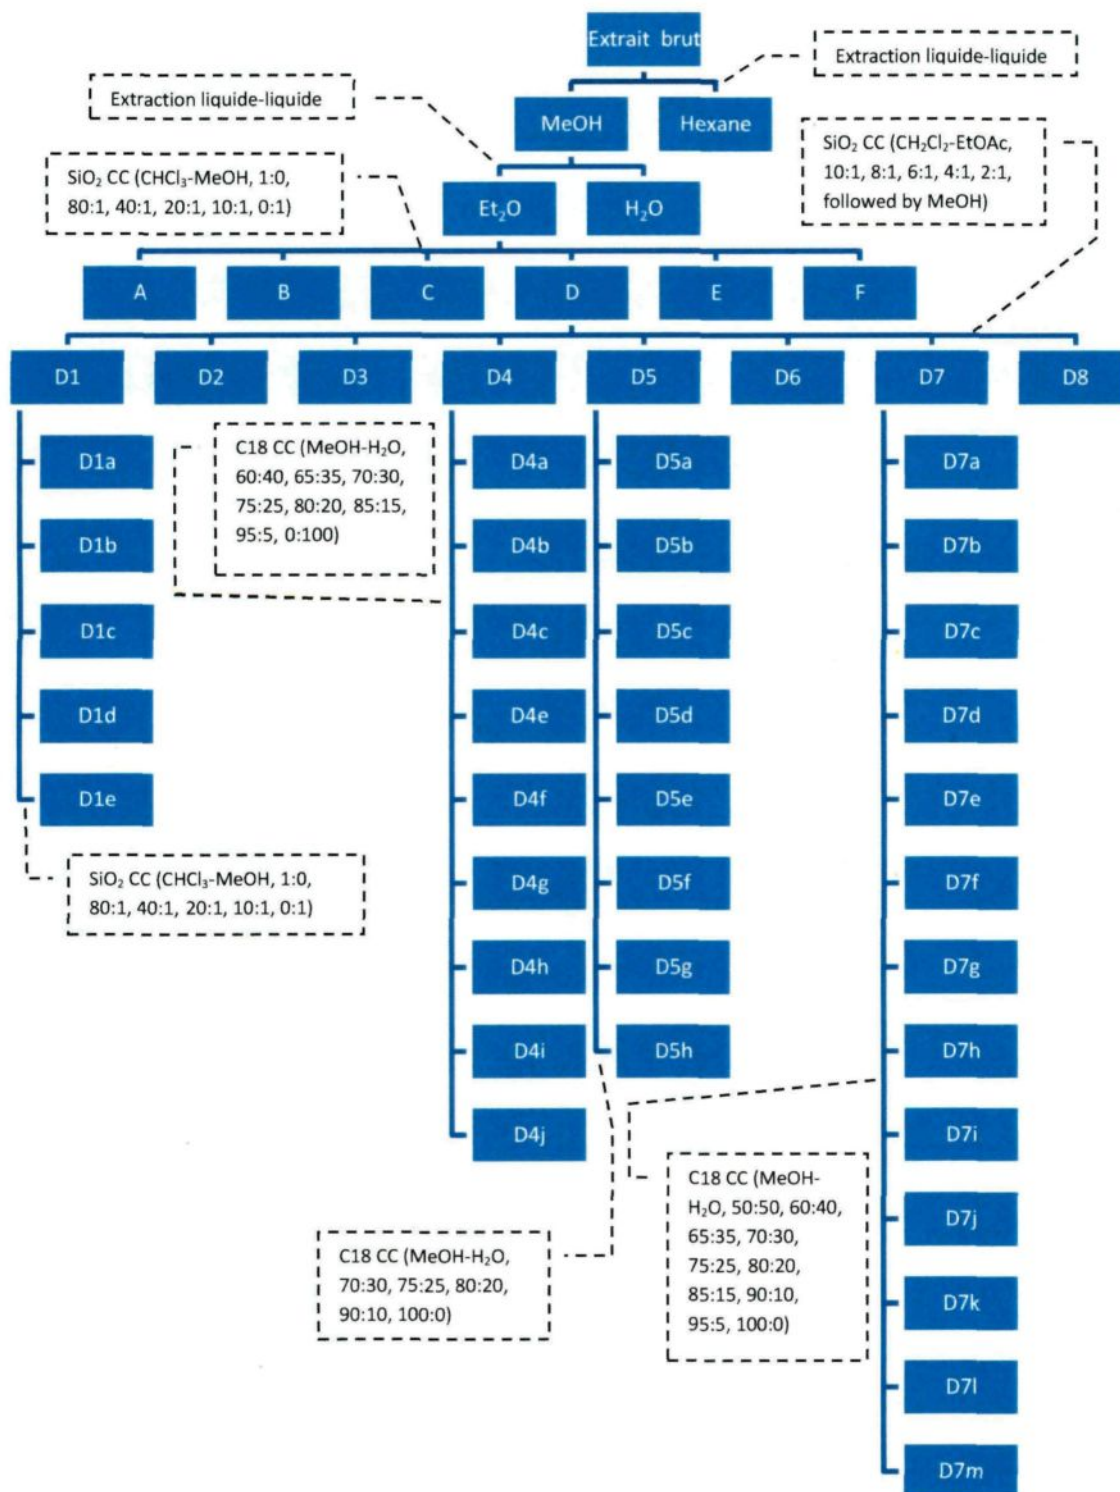 Extrait brut
Extraction liquide-liquide
Extraction liquide-liquide
MeOH
Hexane
SiO₂ CC (CH₂Cl₂-EtOAc,
10:1, 8:1, 6:1, 4:1, 2:1,
followed by MeOH)
SiO₂ CC (CHCl₃-MeOH, 1:0,
80:1, 40:1, 20:1, 10:1, 0:1)
Et₂O
H₂O
A
B
C
D
E
F
D1
D2
D3
D4
D5
D6
D7
D8
D1a
D1b
D1c
D1d
D1e
SiO₂ CC (CHCl₃-MeOH, 1:0,
80:1, 40:1, 20:1, 10:1, 0:1)
C18 CC (MeOH-H₂O,
60:40, 65:35, 70:30,
75:25, 80:20, 85:15,
95:5, 0:100)
D4a
D4b
D4c
D4e
D4f
D4g
D4h
D4i
D4j
D5a
D5b
D5c
D5d
D5e
D5f
D5g
D5h
C18 CC (MeOH-H₂O,
70:30, 75:25, 80:20,
90:10, 100:0)
C18 CC (MeOH-
H₂O, 50:50, 60:40,
65:35, 70:30,
75:25, 80:20,
85:15, 90:10,
95:5, 100:0)
D7a
D7b
D7c
D7d
D7e
D7f
D7g
D7h
D7i
D7j
D7k
D7l
D7m